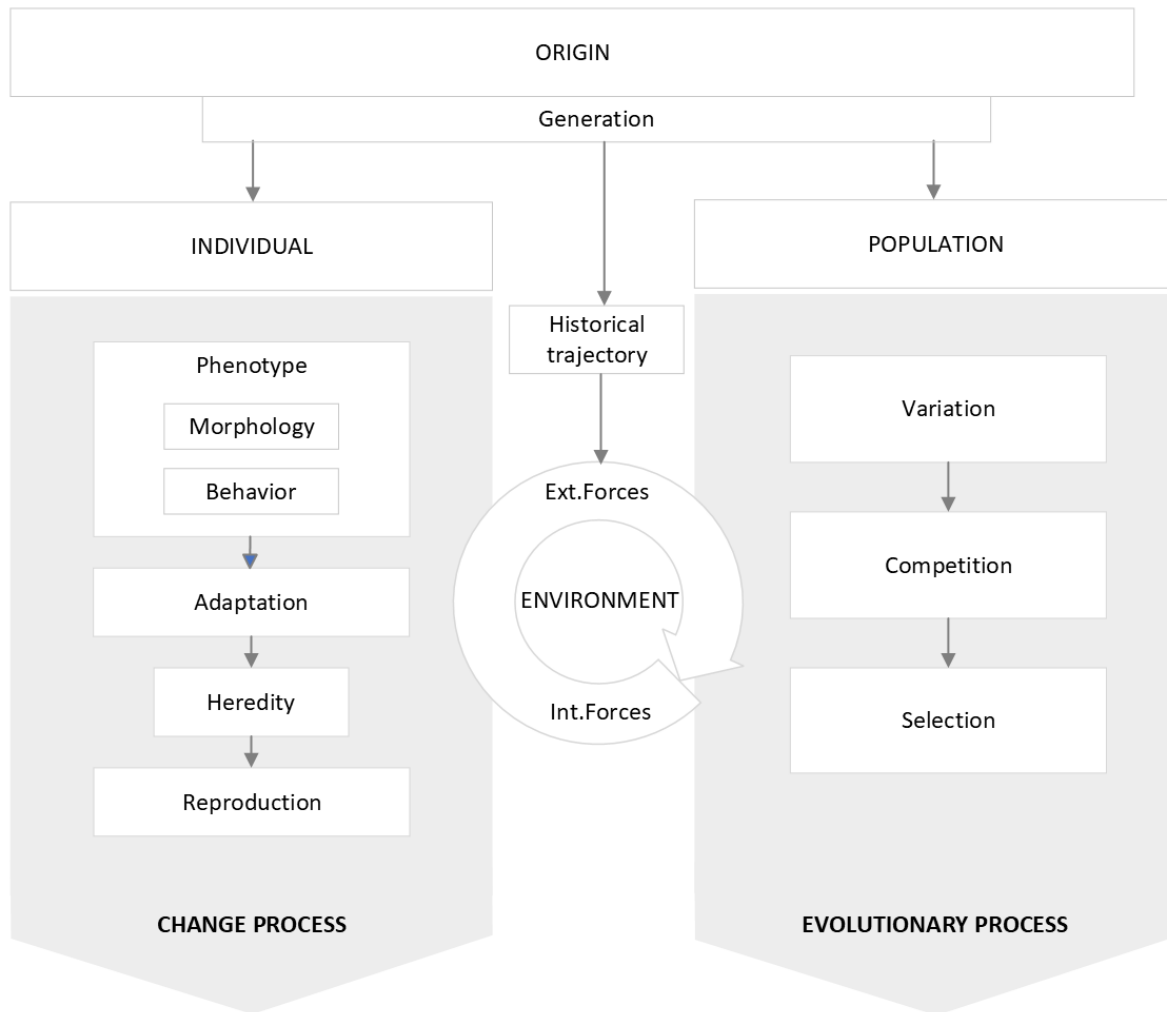 ORIGIN
Generation
INDIVIDUAL
POPULATION
Historical
trajectory
Phenotype
Morphology
Behavior
Adaptation
Heredity
Reproduction
CHANGE PROCESS
Ext.Forces
ENVIRONMENT
Int.Forces
Variation
Competition
Selection
EVOLUTIONARY PROCESS